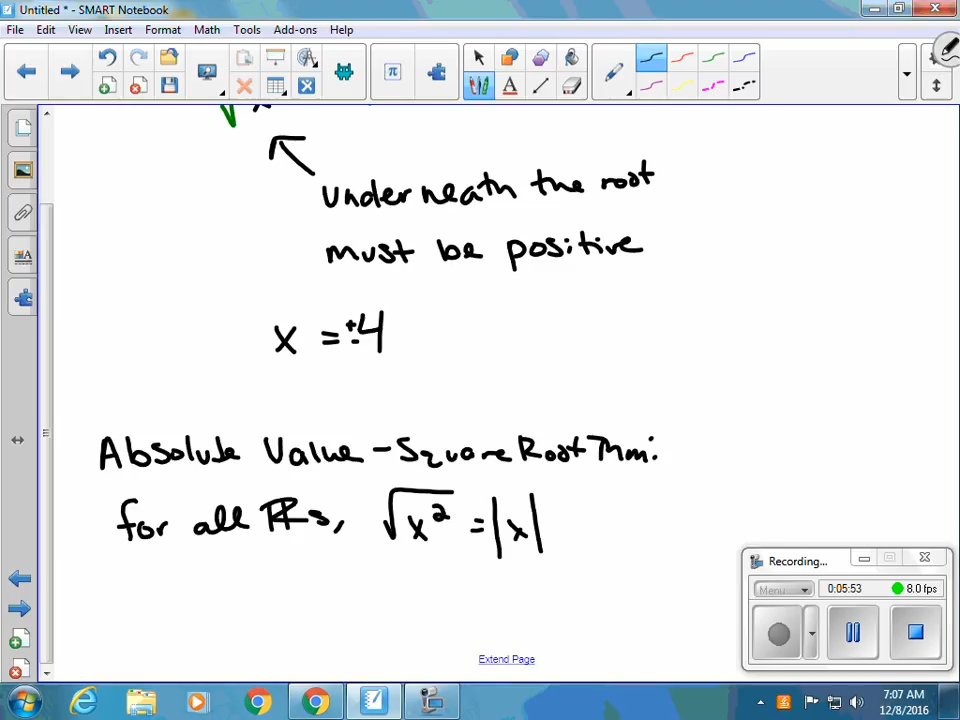 Untitled * - SMART Notebook
File Edit View Insert Format Math Tools Add-ons Help
π
A
√x
underneath the root
must be positive
x = ±4
Absolute Value - Square Root Thm:
for all ℝs, √x² = |x|
Recording...
Menu
0:05:53
8.0 fps
Extend Page
7:07 AM
12/8/2016